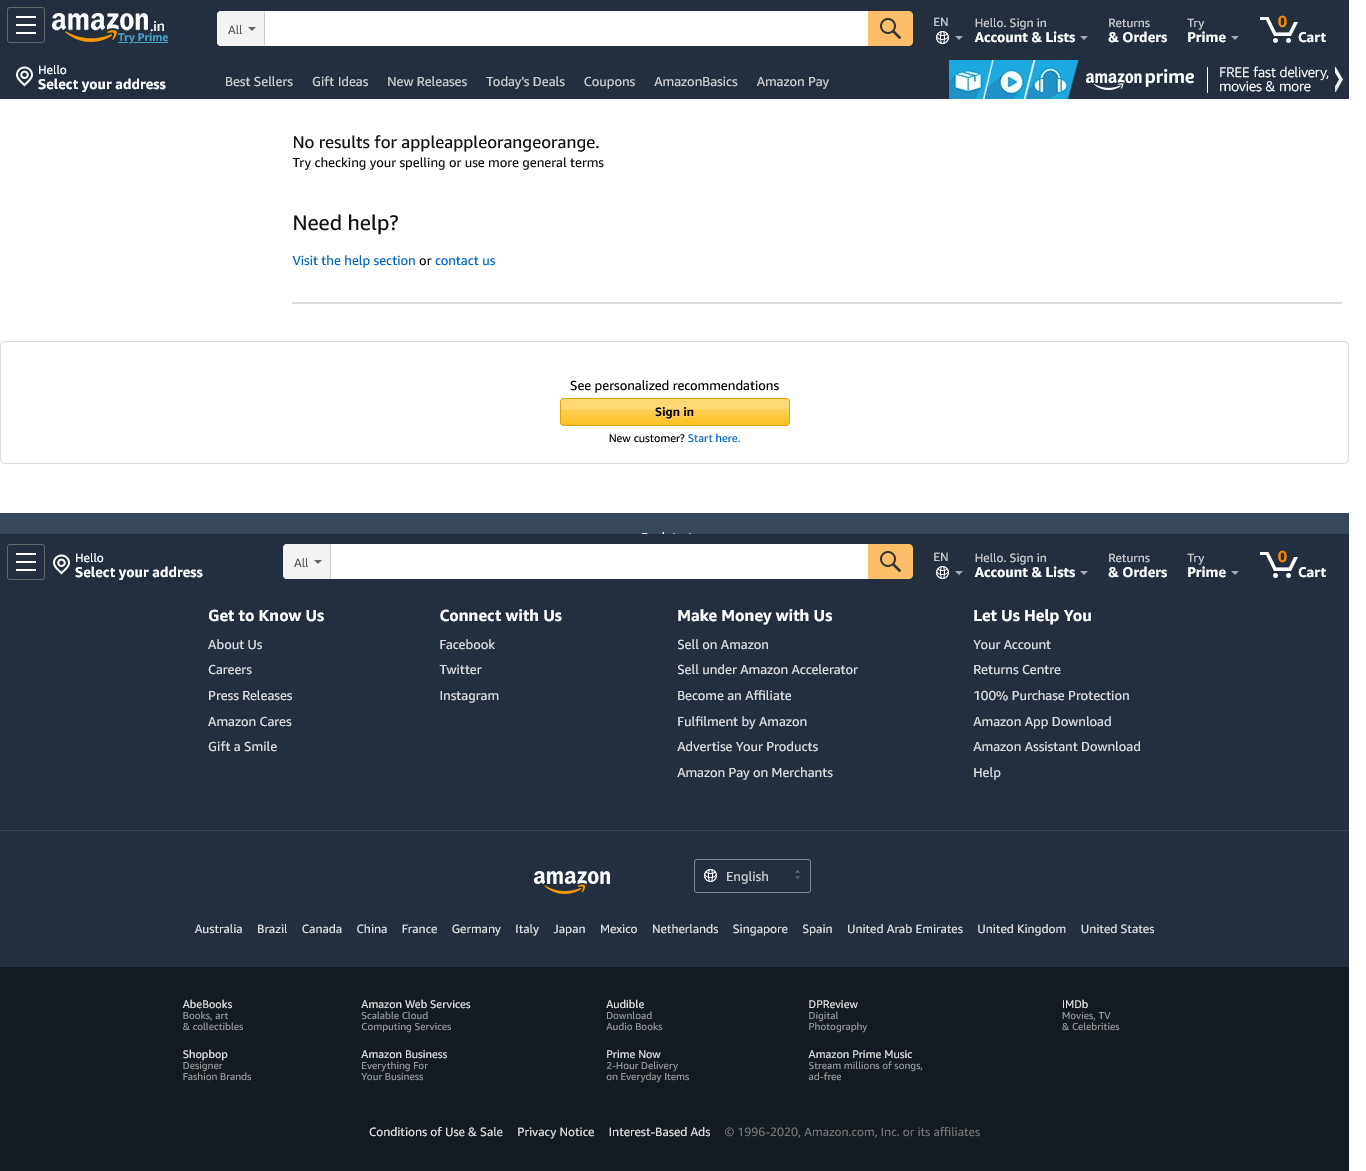 amazon.in
Try Prime
All
EN
Hello. Sign in
Account & Lists
Returns
& Orders
Try
Prime
0
Cart
Hello
Select your address
Best Sellers Gift Ideas New Releases Today's Deals Coupons AmazonBasics Amazon Pay
amazon prime
FREE fast delivery,
movies & more
No results for appleappleorangeorange.
Try checking your spelling or use more general terms
Need help?
Visit the help section or contact us
See personalized recommendations
Sign in
New customer? Start here.
Hello
Select your address
All
EN
Hello. Sign in
Account & Lists
Returns
& Orders
Try
Prime
0
Cart
Get to Know Us
About Us
Careers
Press Releases
Amazon Cares
Gift a Smile
Connect with Us
Facebook
Twitter
Instagram
Make Money with Us
Sell on Amazon
Sell under Amazon Accelerator
Become an Affiliate
Fulfilment by Amazon
Advertise Your Products
Amazon Pay on Merchants
Let Us Help You
Your Account
Returns Centre
100% Purchase Protection
Amazon App Download
Amazon Assistant Download
Help
amazon
English
Australia Brazil Canada China France Germany Italy Japan Mexico Netherlands Singapore Spain United Arab Emirates United Kingdom United States
AbeBooks
Books, art
& collectibles
Amazon Web Services
Scalable Cloud
Computing Services
Audible
Download
Audio Books
DPReview
Digital
Photography
IMDb
Movies, TV
& Celebrities
Shopbop
Designer
Fashion Brands
Amazon Business
Everything For
Your Business
Prime Now
2-Hour Delivery
on Everyday Items
Amazon Prime Music
Stream millions of songs,
ad-free
Conditions of Use & Sale Privacy Notice Interest-Based Ads © 1996-2020, Amazon.com, Inc. or its affiliates